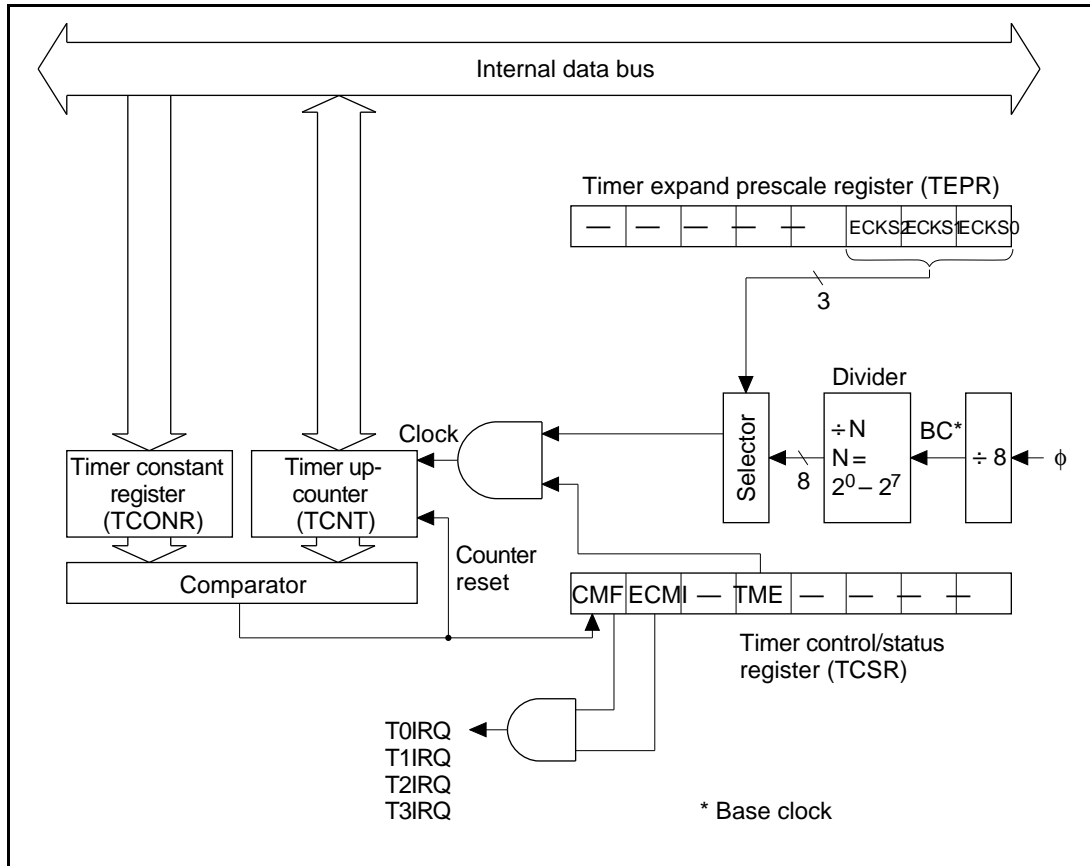 Internal data bus
Timer expand prescale register (TEPR)
— — — — — ECKS2 ECKS1 ECKS0
3
Divider
Selector
8
÷ N
N =
2⁰ – 2⁷
BC*
÷ 8
ϕ
Clock
Timer constant
register
(TCONR)
Timer up-
counter
(TCNT)
Counter
reset
Comparator
CMF ECMI — TME — — — —
Timer control/status
register (TCSR)
T0IRQ
T1IRQ
T2IRQ
T3IRQ
* Base clock